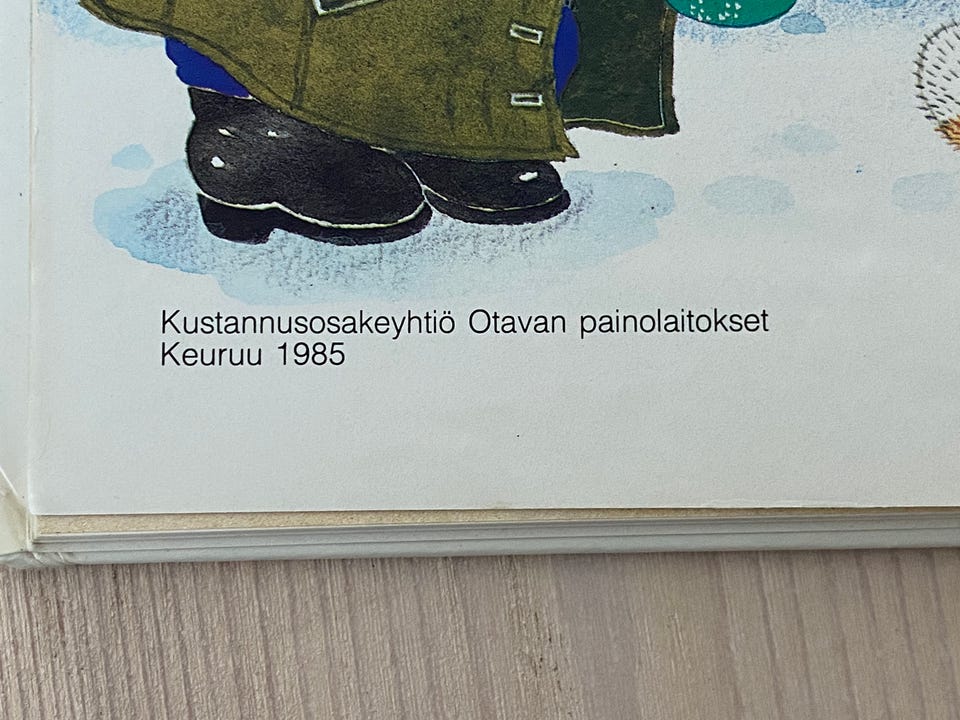 Kustannusosakeyhtiö Otavan painolaitokset
Keuruu 1985